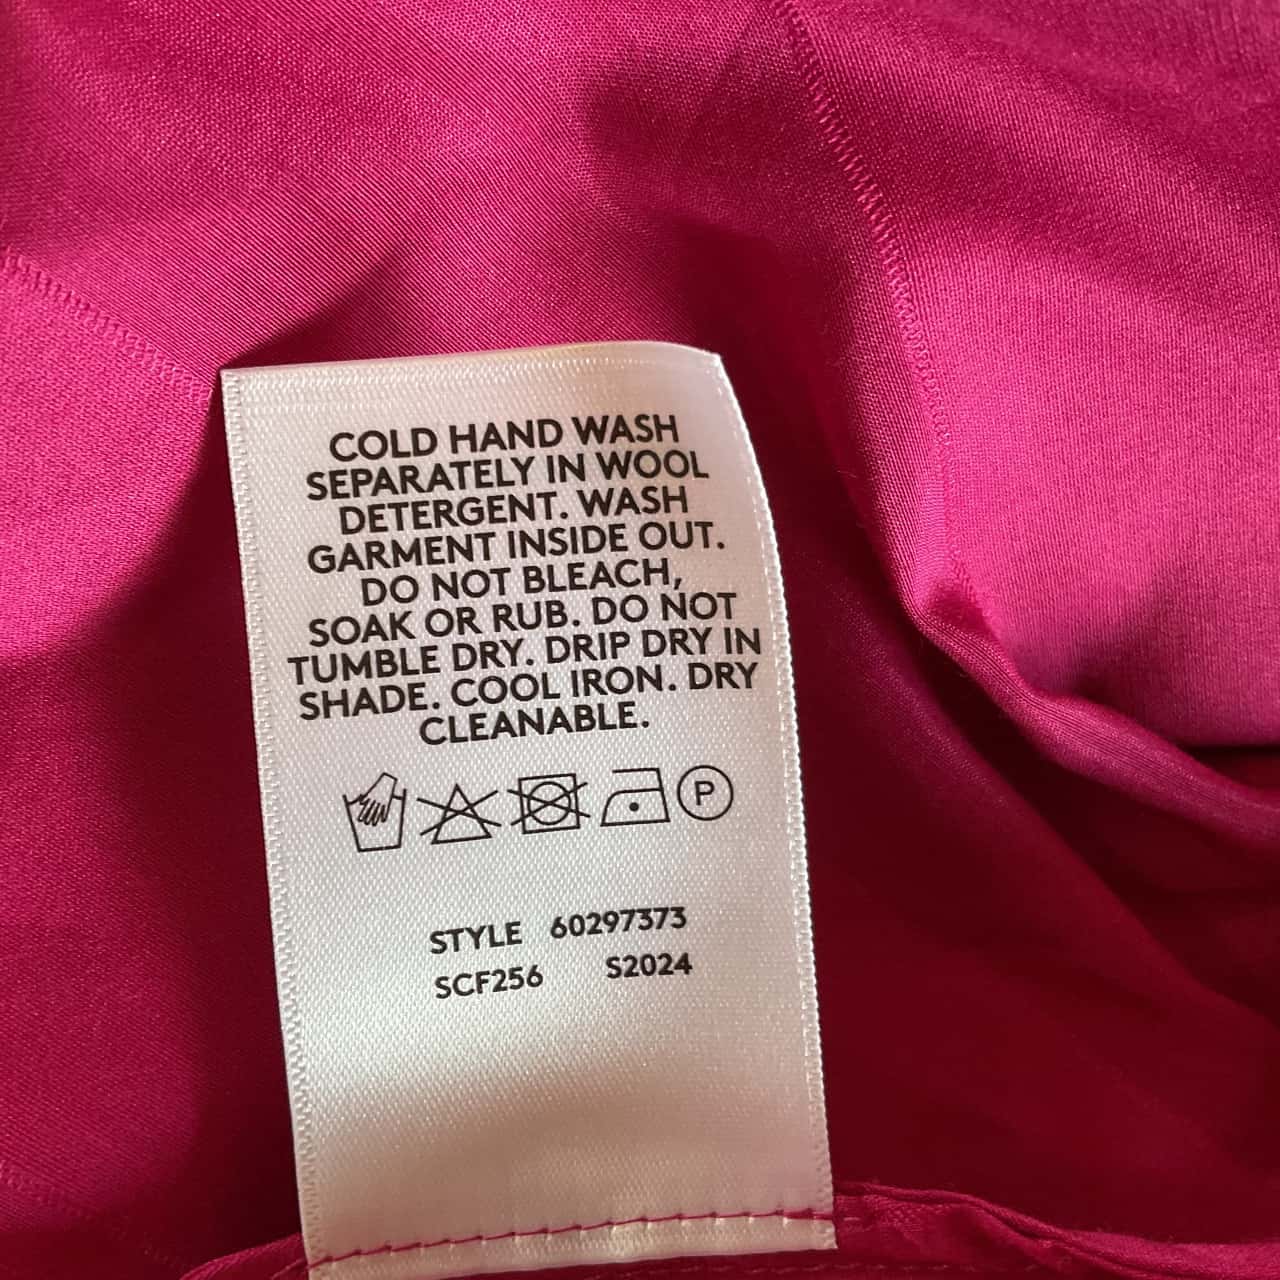 COLD HAND WASH
SEPARATELY IN WOOL
DETERGENT. WASH
GARMENT INSIDE OUT.
DO NOT BLEACH,
SOAK OR RUB. DO NOT
TUMBLE DRY. DRIP DRY IN
SHADE. COOL IRON. DRY
CLEANABLE.
P
STYLE 60297373
SCF256 S2024